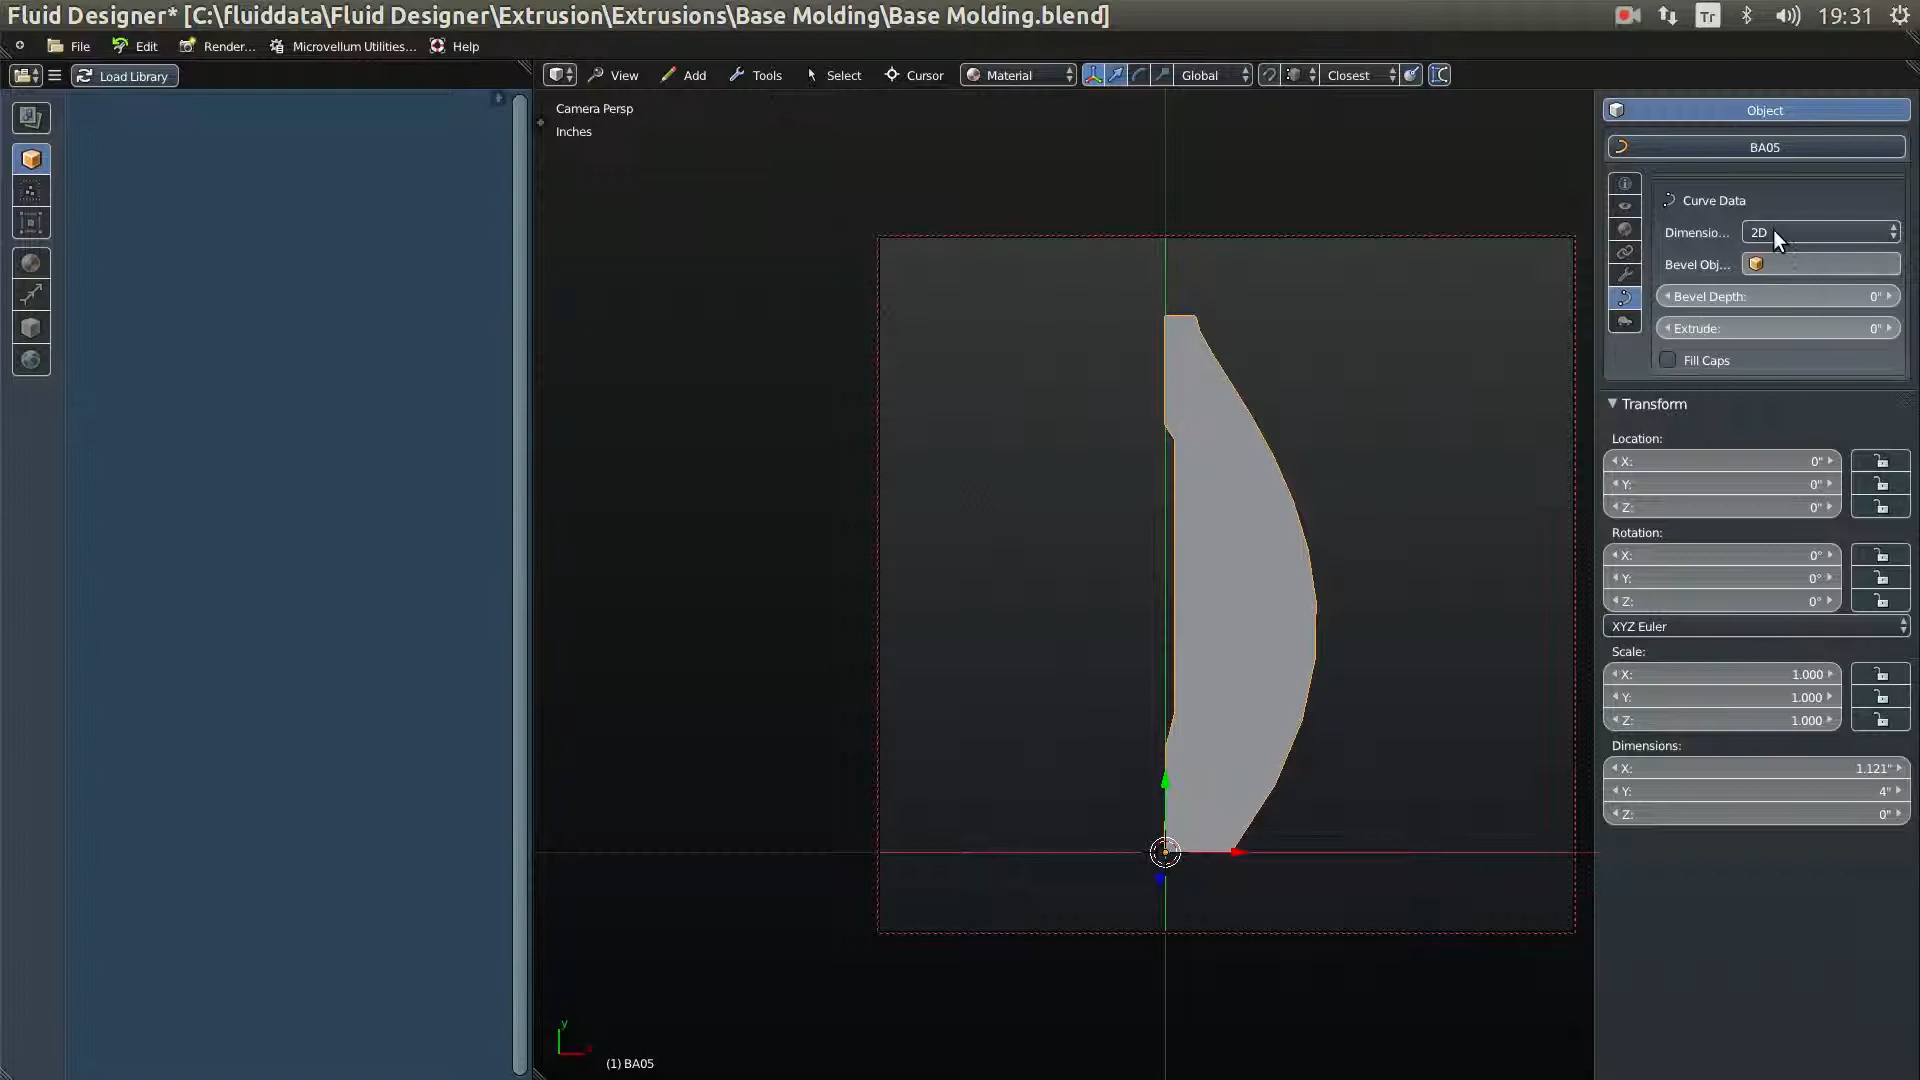 Fluid Designer* [C:\fluiddata\Fluid Designer\Extrusion\Extrusions\Base Molding\Base Molding.blend]
Tr
19:31
File
Edit
Render...
Microvellum Utilities...
Help
Load Library
View
Add
Tools
Select
Cursor
Material
Global
Closest
Camera Persp
Inches
Object
BA05
Curve Data
Dimensio...
2D
Bevel Obj...
Bevel Depth: 0"
Extrude: 0"
Fill Caps
Transform
Location:
X: 0"
Y: 0"
Z: 0"
Rotation:
X: 0°
Y: 0°
Z: 0°
XYZ Euler
Scale:
X: 1.000
Y: 1.000
Z: 1.000
Dimensions:
X: 1.121"
Y: 4"
Z: 0"
y
x
(1) BA05